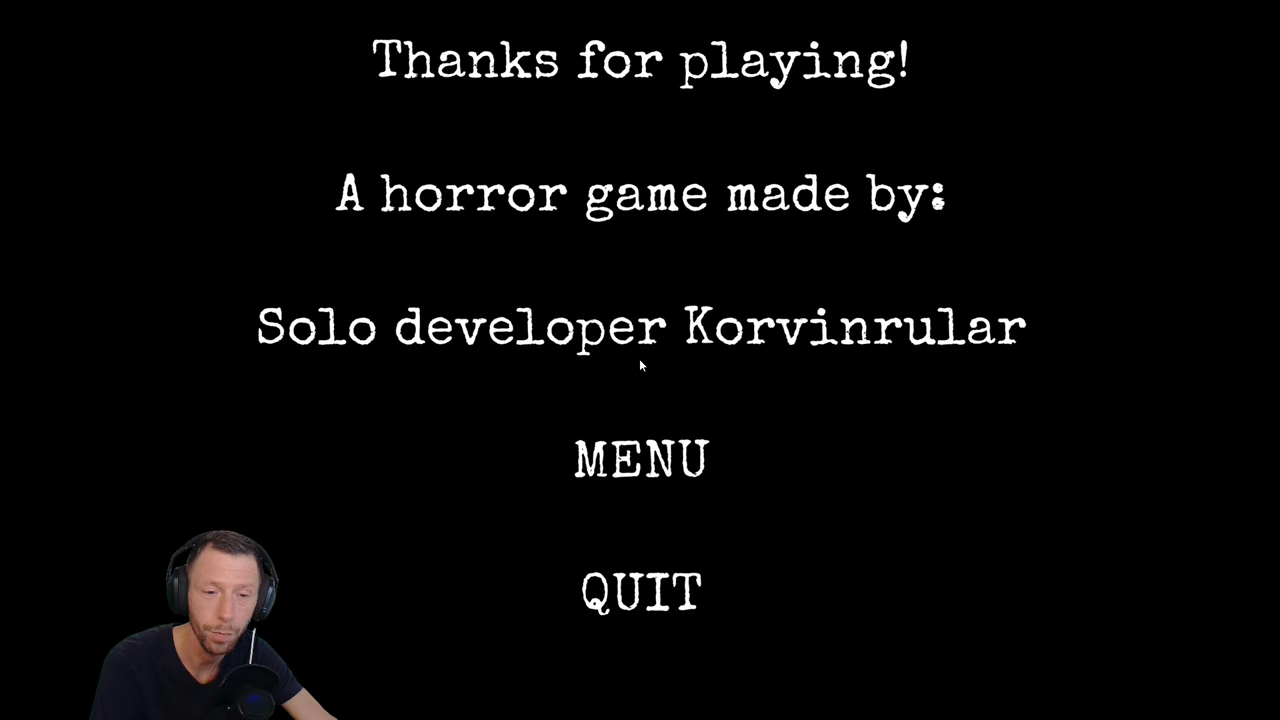 Thanks for playing!
A horror game made by:
Solo developer Korvinrular
MENU
QUIT